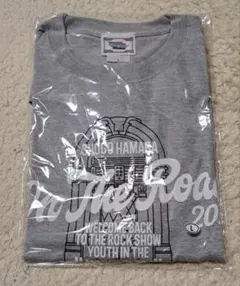 SHOGO HAMADA
On The Road
20
WELCOME BACK
TO THE ROCK SHOW
YOUTH IN THE